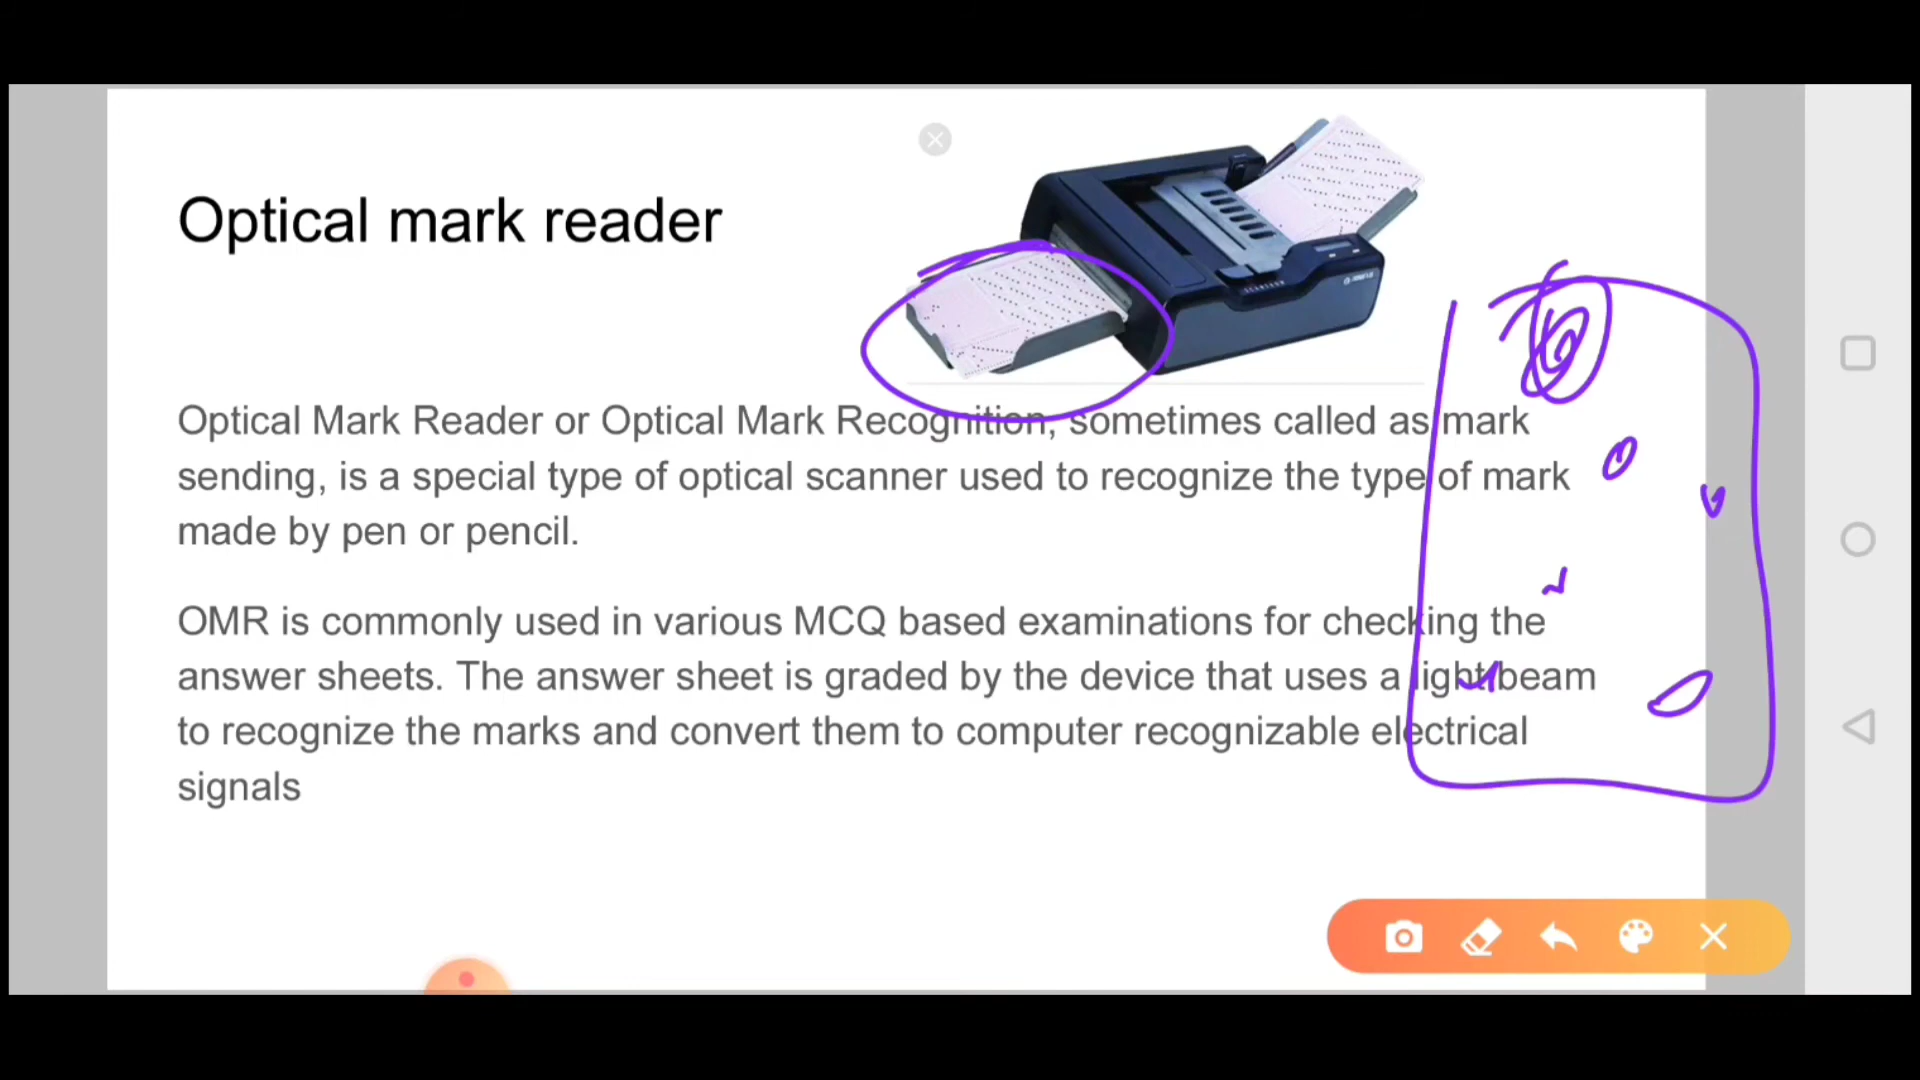 Optical mark reader
Optical Mark Reader or Optical Mark Recognition, sometimes called as mark
sending, is a special type of optical scanner used to recognize the type of mark
made by pen or pencil.
OMR is commonly used in various MCQ based examinations for checking the
answer sheets. The answer sheet is graded by the device that uses a light beam
to recognize the marks and convert them to computer recognizable electrical
signals